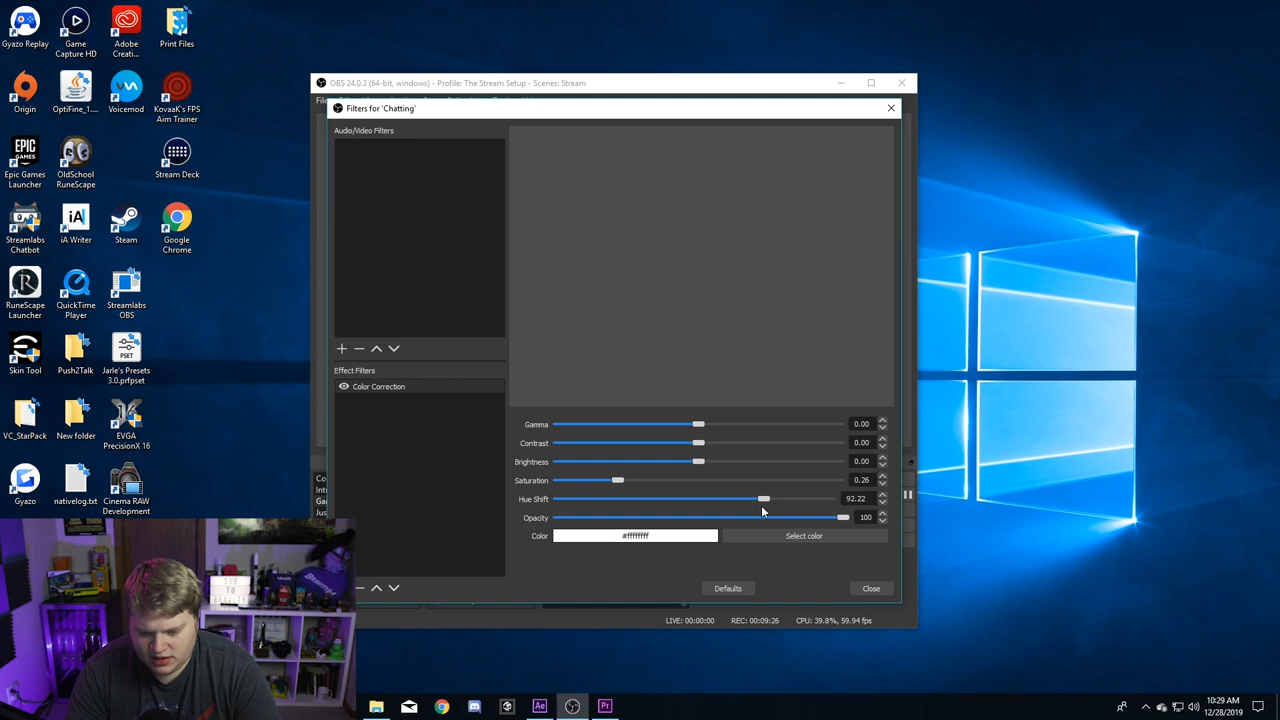 Gyazo Replay
Game Capture HD
Adobe Creati...
Print Files
Origin
OptiFine_1....
Voicemod
KovaaK's FPS Aim Trainer
Epic Games Launcher
OldSchool RuneScape
Stream Deck
Streamlabs Chatbot
iA Writer
Steam
Google Chrome
RuneScape Launcher
QuickTime Player
Streamlabs OBS
Skin Tool
Push2Talk
PSET
Jarle's Presets 3.0.prfpset
VC_StarPack
New folder
EVGA PrecisionX 16
Gyazo
nativelog.txt
Cinema RAW Development
OBS 24.0.3 (64-bit, windows) - Profile: The Stream Setup - Scenes: Stream
Filters for 'Chatting'
Audio/Video Filters
Effect Filters
Color Correction
Gamma 0.00
Contrast 0.00
Brightness 0.00
Saturation 0.26
Hue Shift 92.22
Opacity 100
Color #ffffffff Select color
Defaults Close
LIVE: 00:00:00 REC: 00:09:26 CPU: 39.8%, 59.94 fps
SUB
TO
Ae
Pr
10:29 AM
12/28/2019